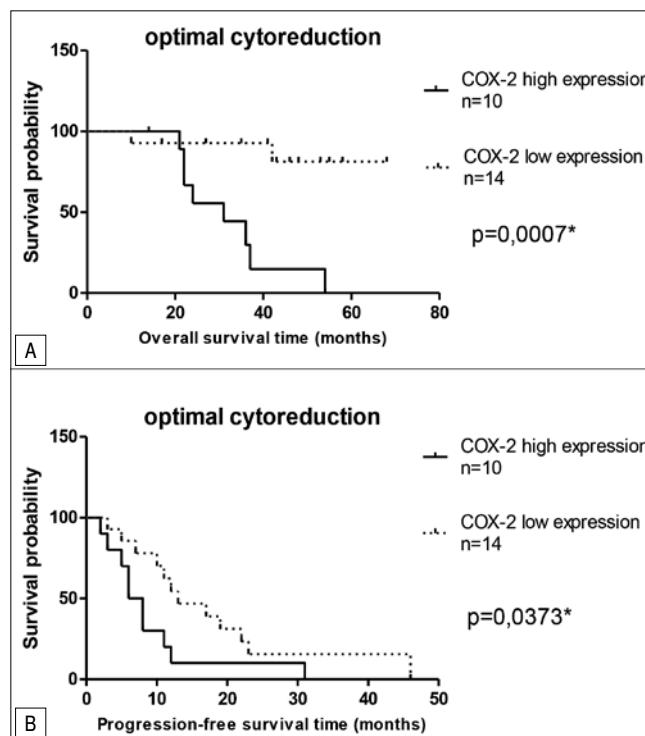 optimal cytoreduction
150
100
50
0
Survival probability
0 20 40 60 80
Overall survival time (months)
COX-2 high expression
n=10
COX-2 low expression
n=14
p=0,0007*
A
optimal cytoreduction
150
100
50
0
Survival probability
0 10 20 30 40 50
Progression-free survival time (months)
COX-2 high expression
n=10
COX-2 low expression
n=14
p=0,0373*
B